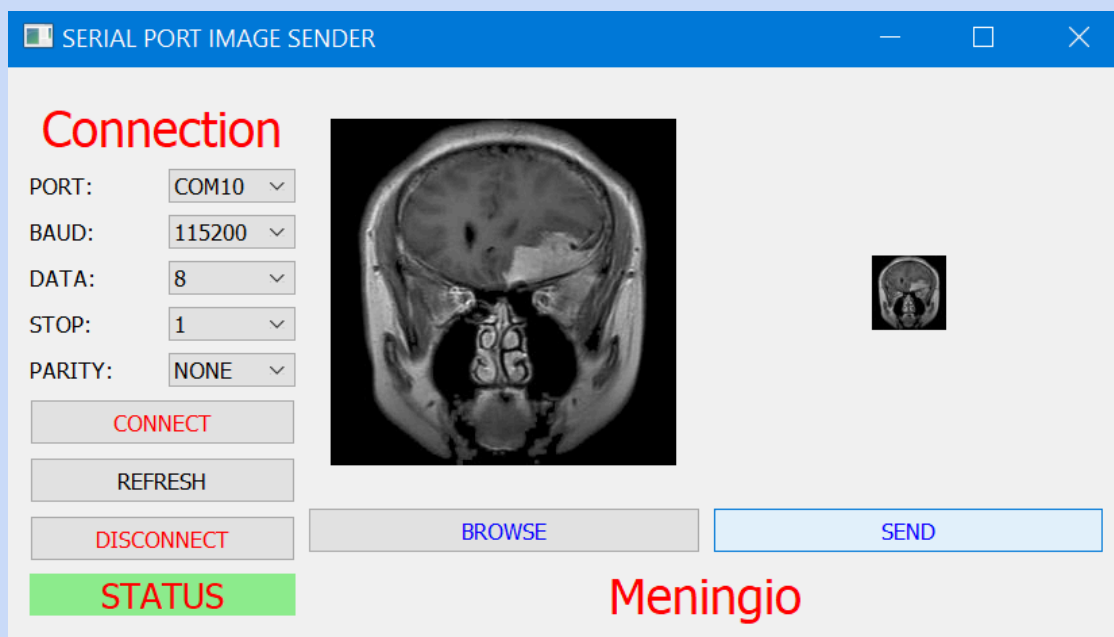 SERIAL PORT IMAGE SENDER
Connection
PORT: COM10
BAUD: 115200
DATA: 8
STOP: 1
PARITY: NONE
CONNECT
REFRESH
DISCONNECT
BROWSE
SEND
STATUS
Meningio